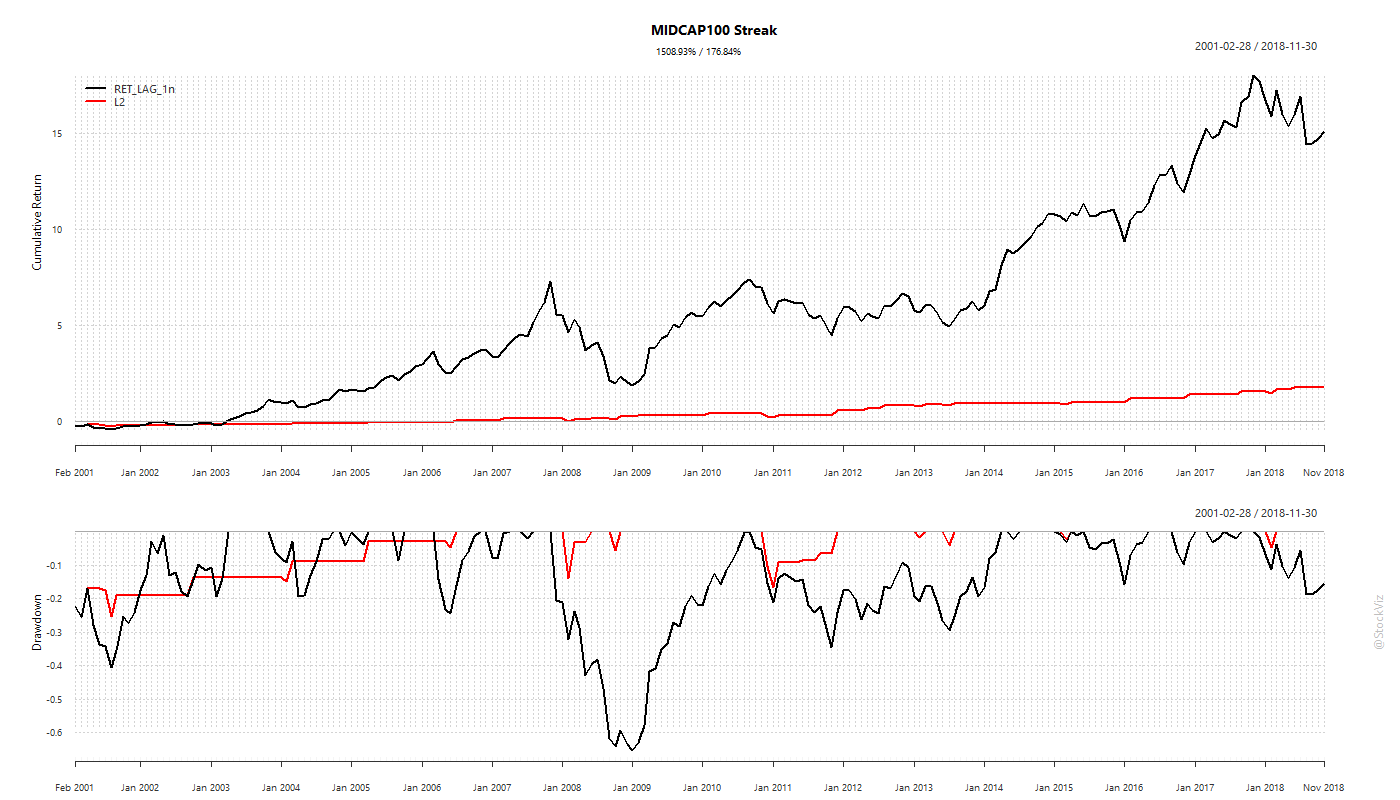 MIDCAP100 Streak
1508.93% / 176.84%
2001-02-28 / 2018-11-30
RET_LAG_1n
L2
Cumulative Return
15
10
5
0
Feb 2001 Jan 2002 Jan 2003 Jan 2004 Jan 2005 Jan 2006 Jan 2007 Jan 2008 Jan 2009 Jan 2010 Jan 2011 Jan 2012 Jan 2013 Jan 2014 Jan 2015 Jan 2016 Jan 2017 Jan 2018 Nov 2018
2001-02-28 / 2018-11-30
Drawdown
-0.1
-0.2
-0.3
-0.4
-0.5
-0.6
Feb 2001 Jan 2002 Jan 2003 Jan 2004 Jan 2005 Jan 2006 Jan 2007 Jan 2008 Jan 2009 Jan 2010 Jan 2011 Jan 2012 Jan 2013 Jan 2014 Jan 2015 Jan 2016 Jan 2017 Jan 2018 Nov 2018
@StockViz